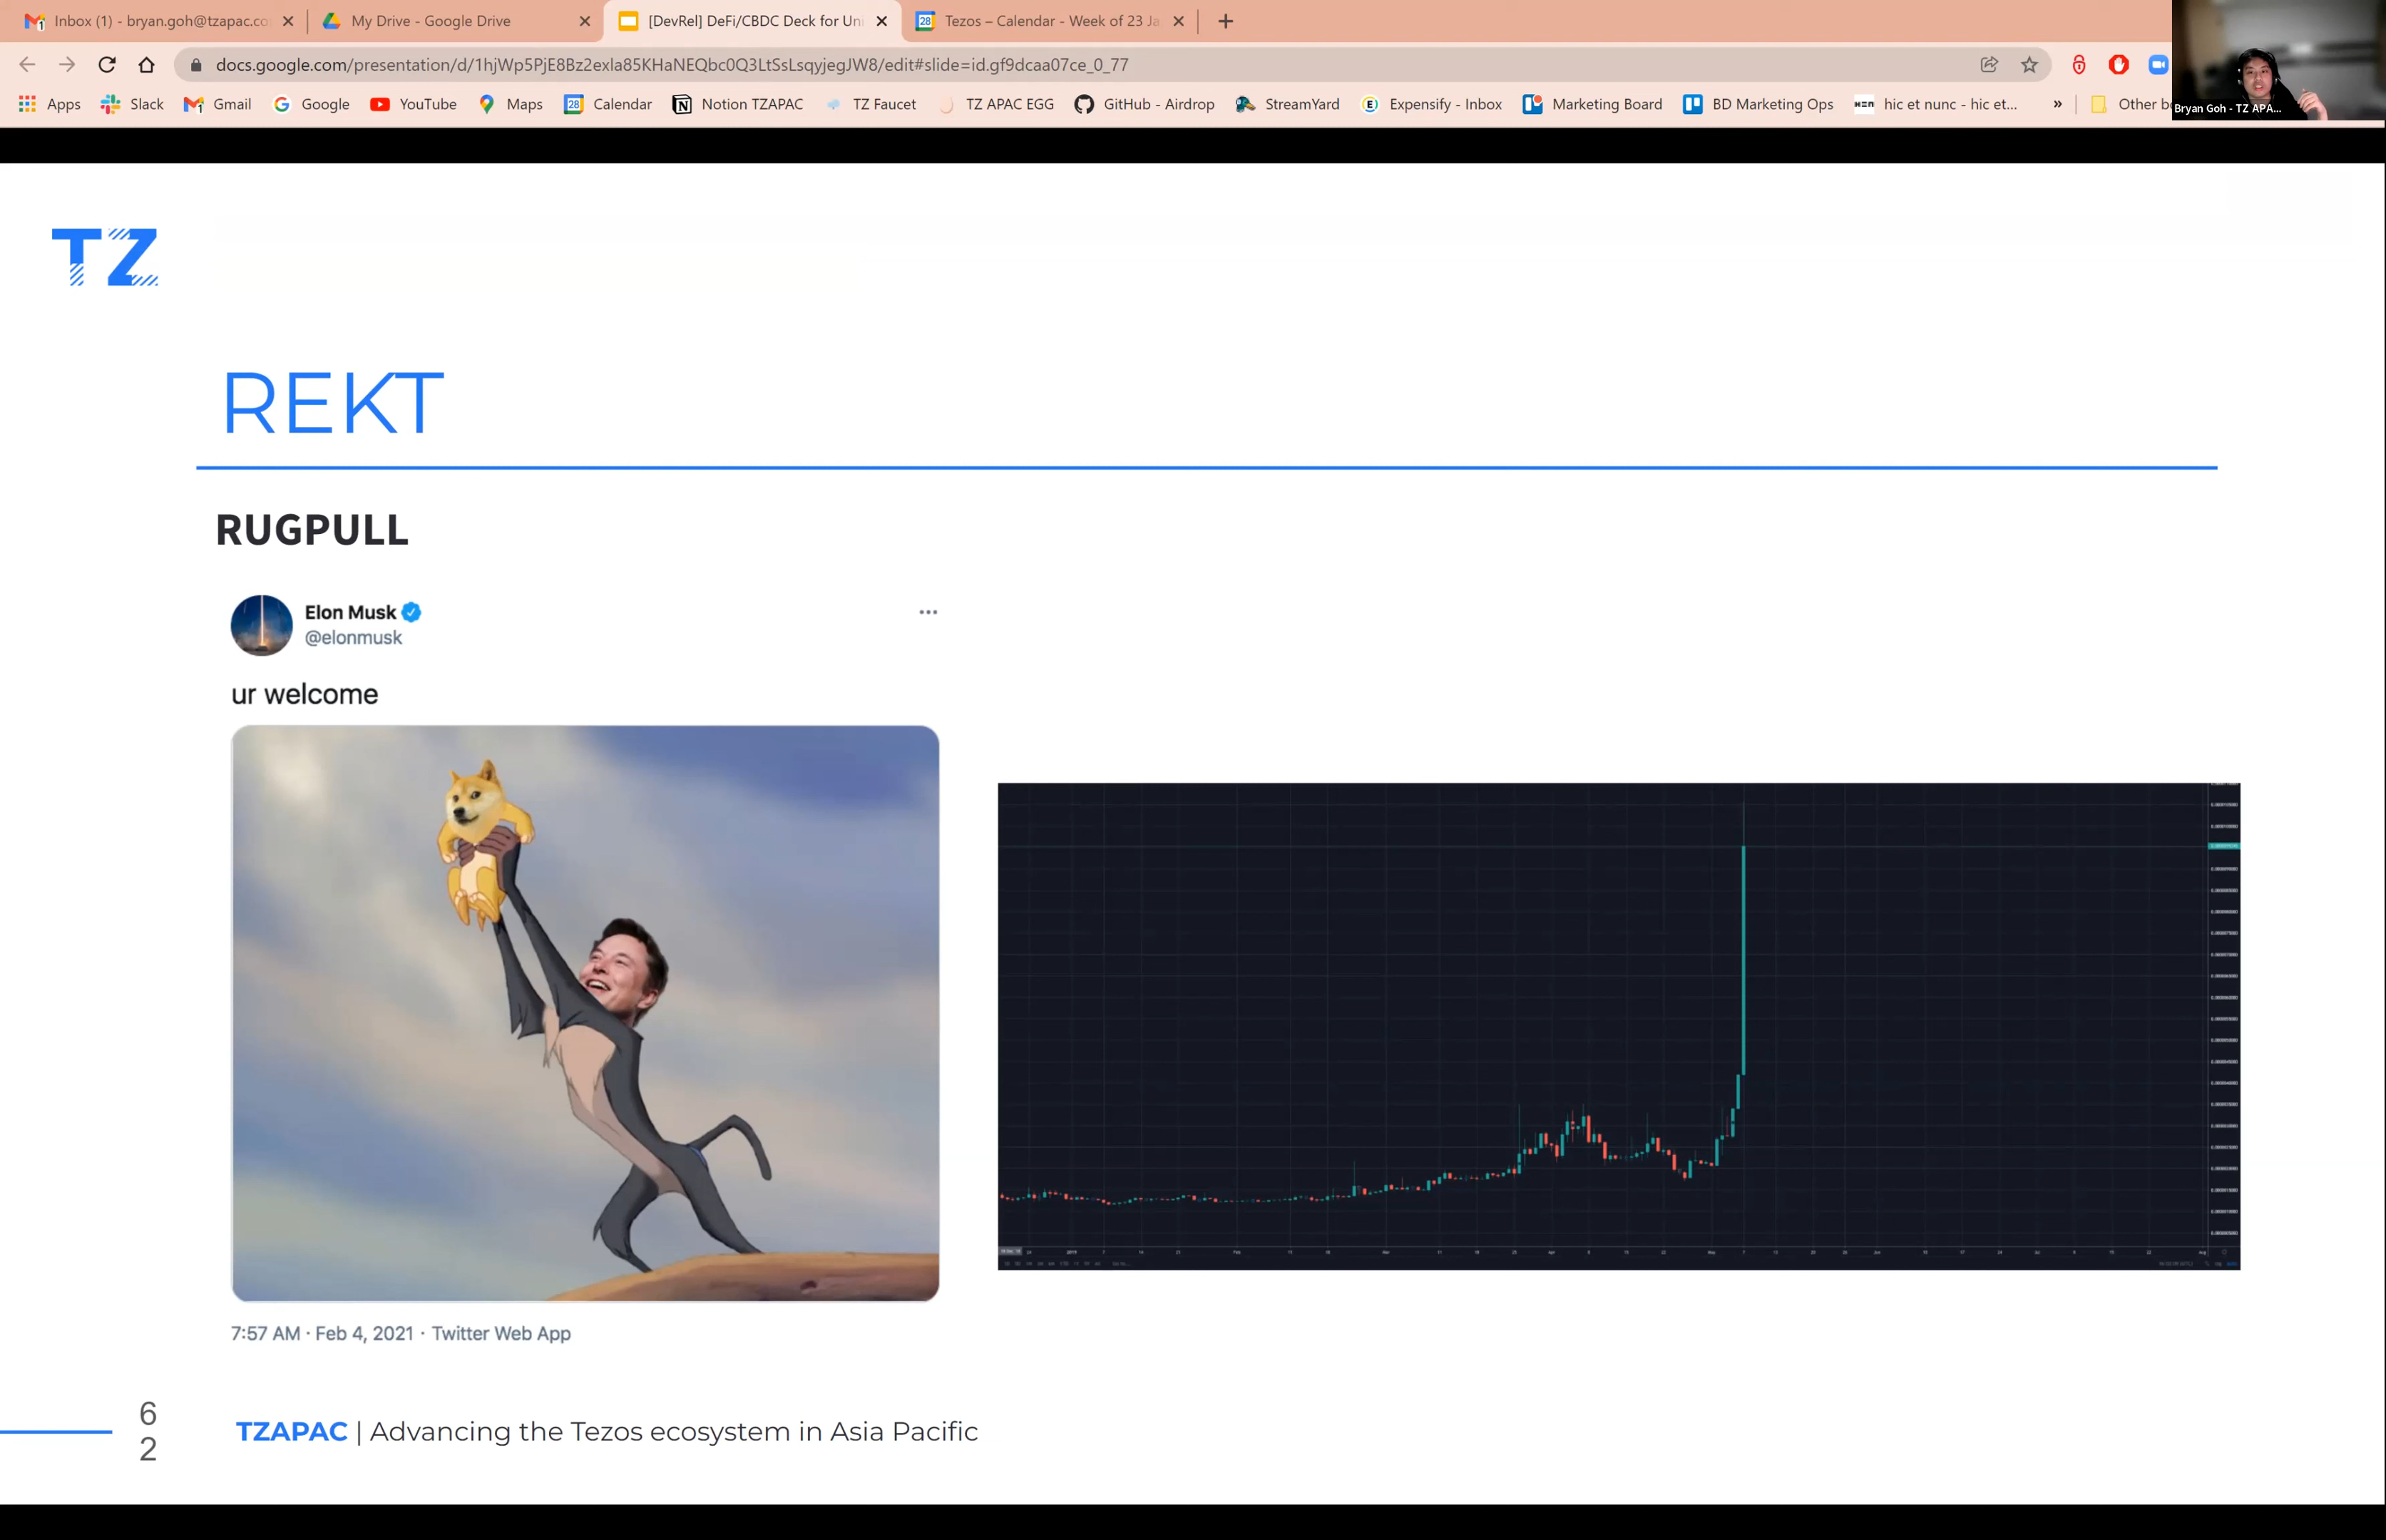 Inbox (1) - bryan.goh@tzapac.co
My Drive - Google Drive
[DevRel] DeFi/CBDC Deck for Uni
Tezos – Calendar - Week of 23 Ja
docs.google.com/presentation/d/1hjWp5PjE8Bz2exla85KHaNEQbc0Q3LtSsLsqyjegJW8/edit#slide=id.gf9dcaa07ce_0_77
Apps
Slack
Gmail
Google
YouTube
Maps
Calendar
Notion TZAPAC
TZ Faucet
TZ APAC EGG
GitHub - Airdrop
StreamYard
Expensify - Inbox
Marketing Board
BD Marketing Ops
hic et nunc - hic et...
»
Other b
Bryan Goh - TZ APA...
TZ
REKT
RUGPULL
Elon Musk
@elonmusk
ur welcome
7:57 AM · Feb 4, 2021 · Twitter Web App
6
2
TZAPAC | Advancing the Tezos ecosystem in Asia Pacific